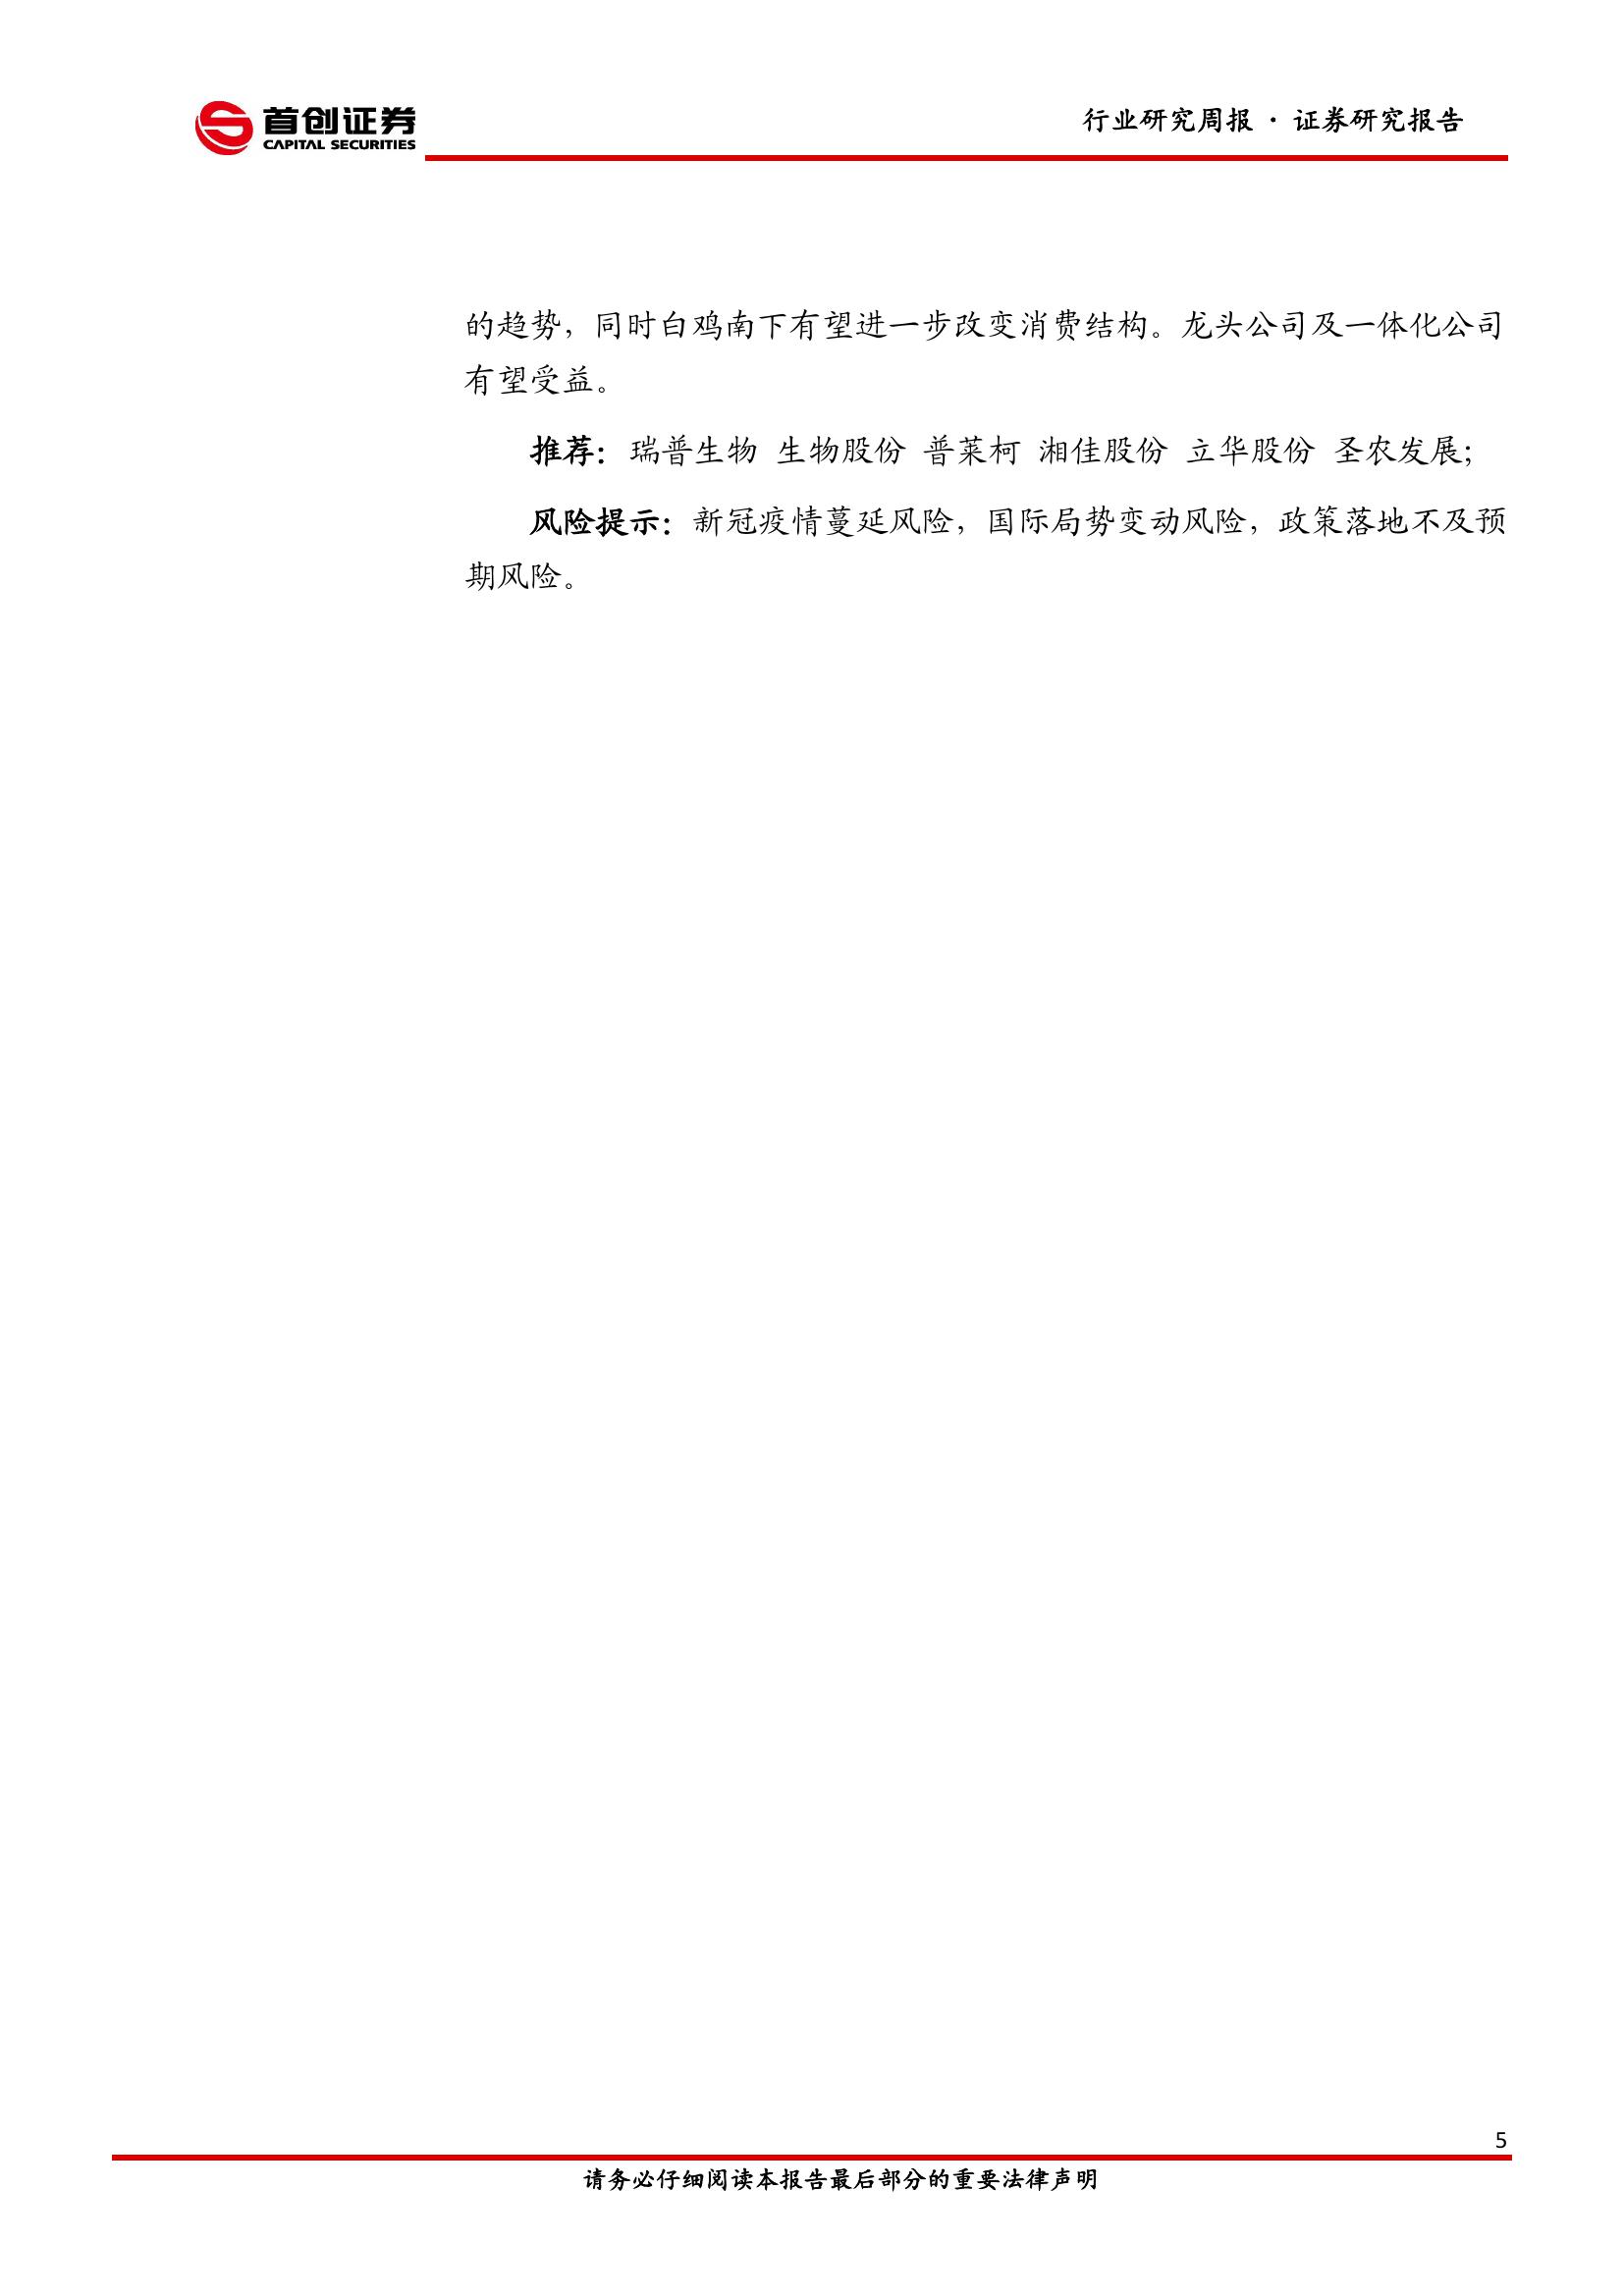 首创证券
CAPITAL SECURITIES
行业研究周报 · 证券研究报告
的趋势，同时白鸡南下有望进一步改变消费结构。龙头公司及一体化公司
有望受益。
推荐：瑞普生物 生物股份 普莱柯 湘佳股份 立华股份 圣农发展；
风险提示：新冠疫情蔓延风险，国际局势变动风险，政策落地不及预
期风险。
5
请务必仔细阅读本报告最后部分的重要法律声明